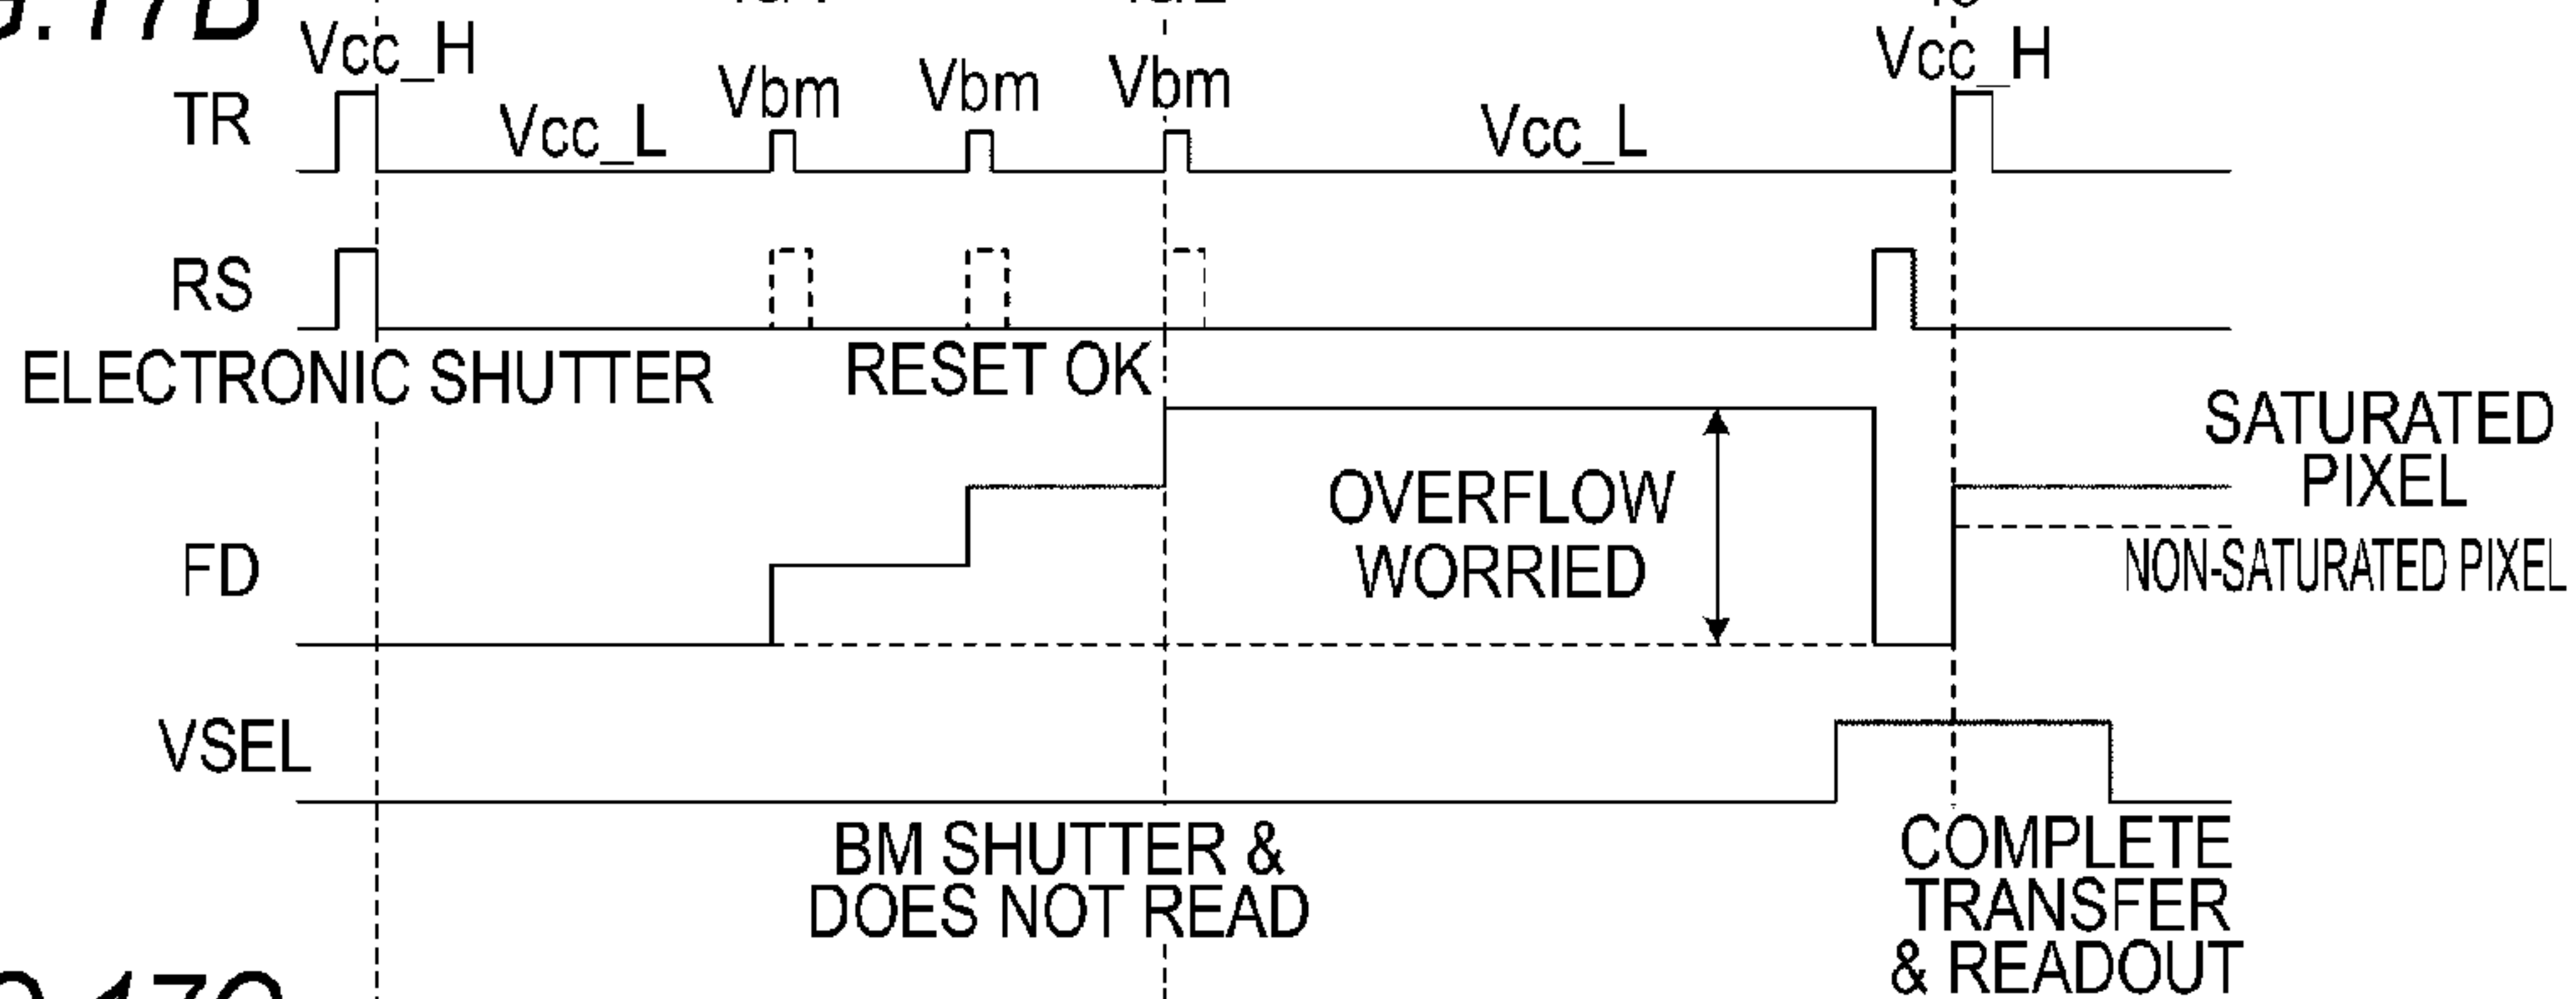 G.17B
Vcc_H
Vcc_H
TR
Vcc_L
Vbm
Vbm
Vbm
Vcc_L
RS
ELECTRONIC SHUTTER
RESET OK
SATURATED
PIXEL
OVERFLOW
WORRIED
NON-SATURATED PIXEL
FD
VSEL
BM SHUTTER &
DOES NOT READ
COMPLETE
TRANSFER
& READOUT